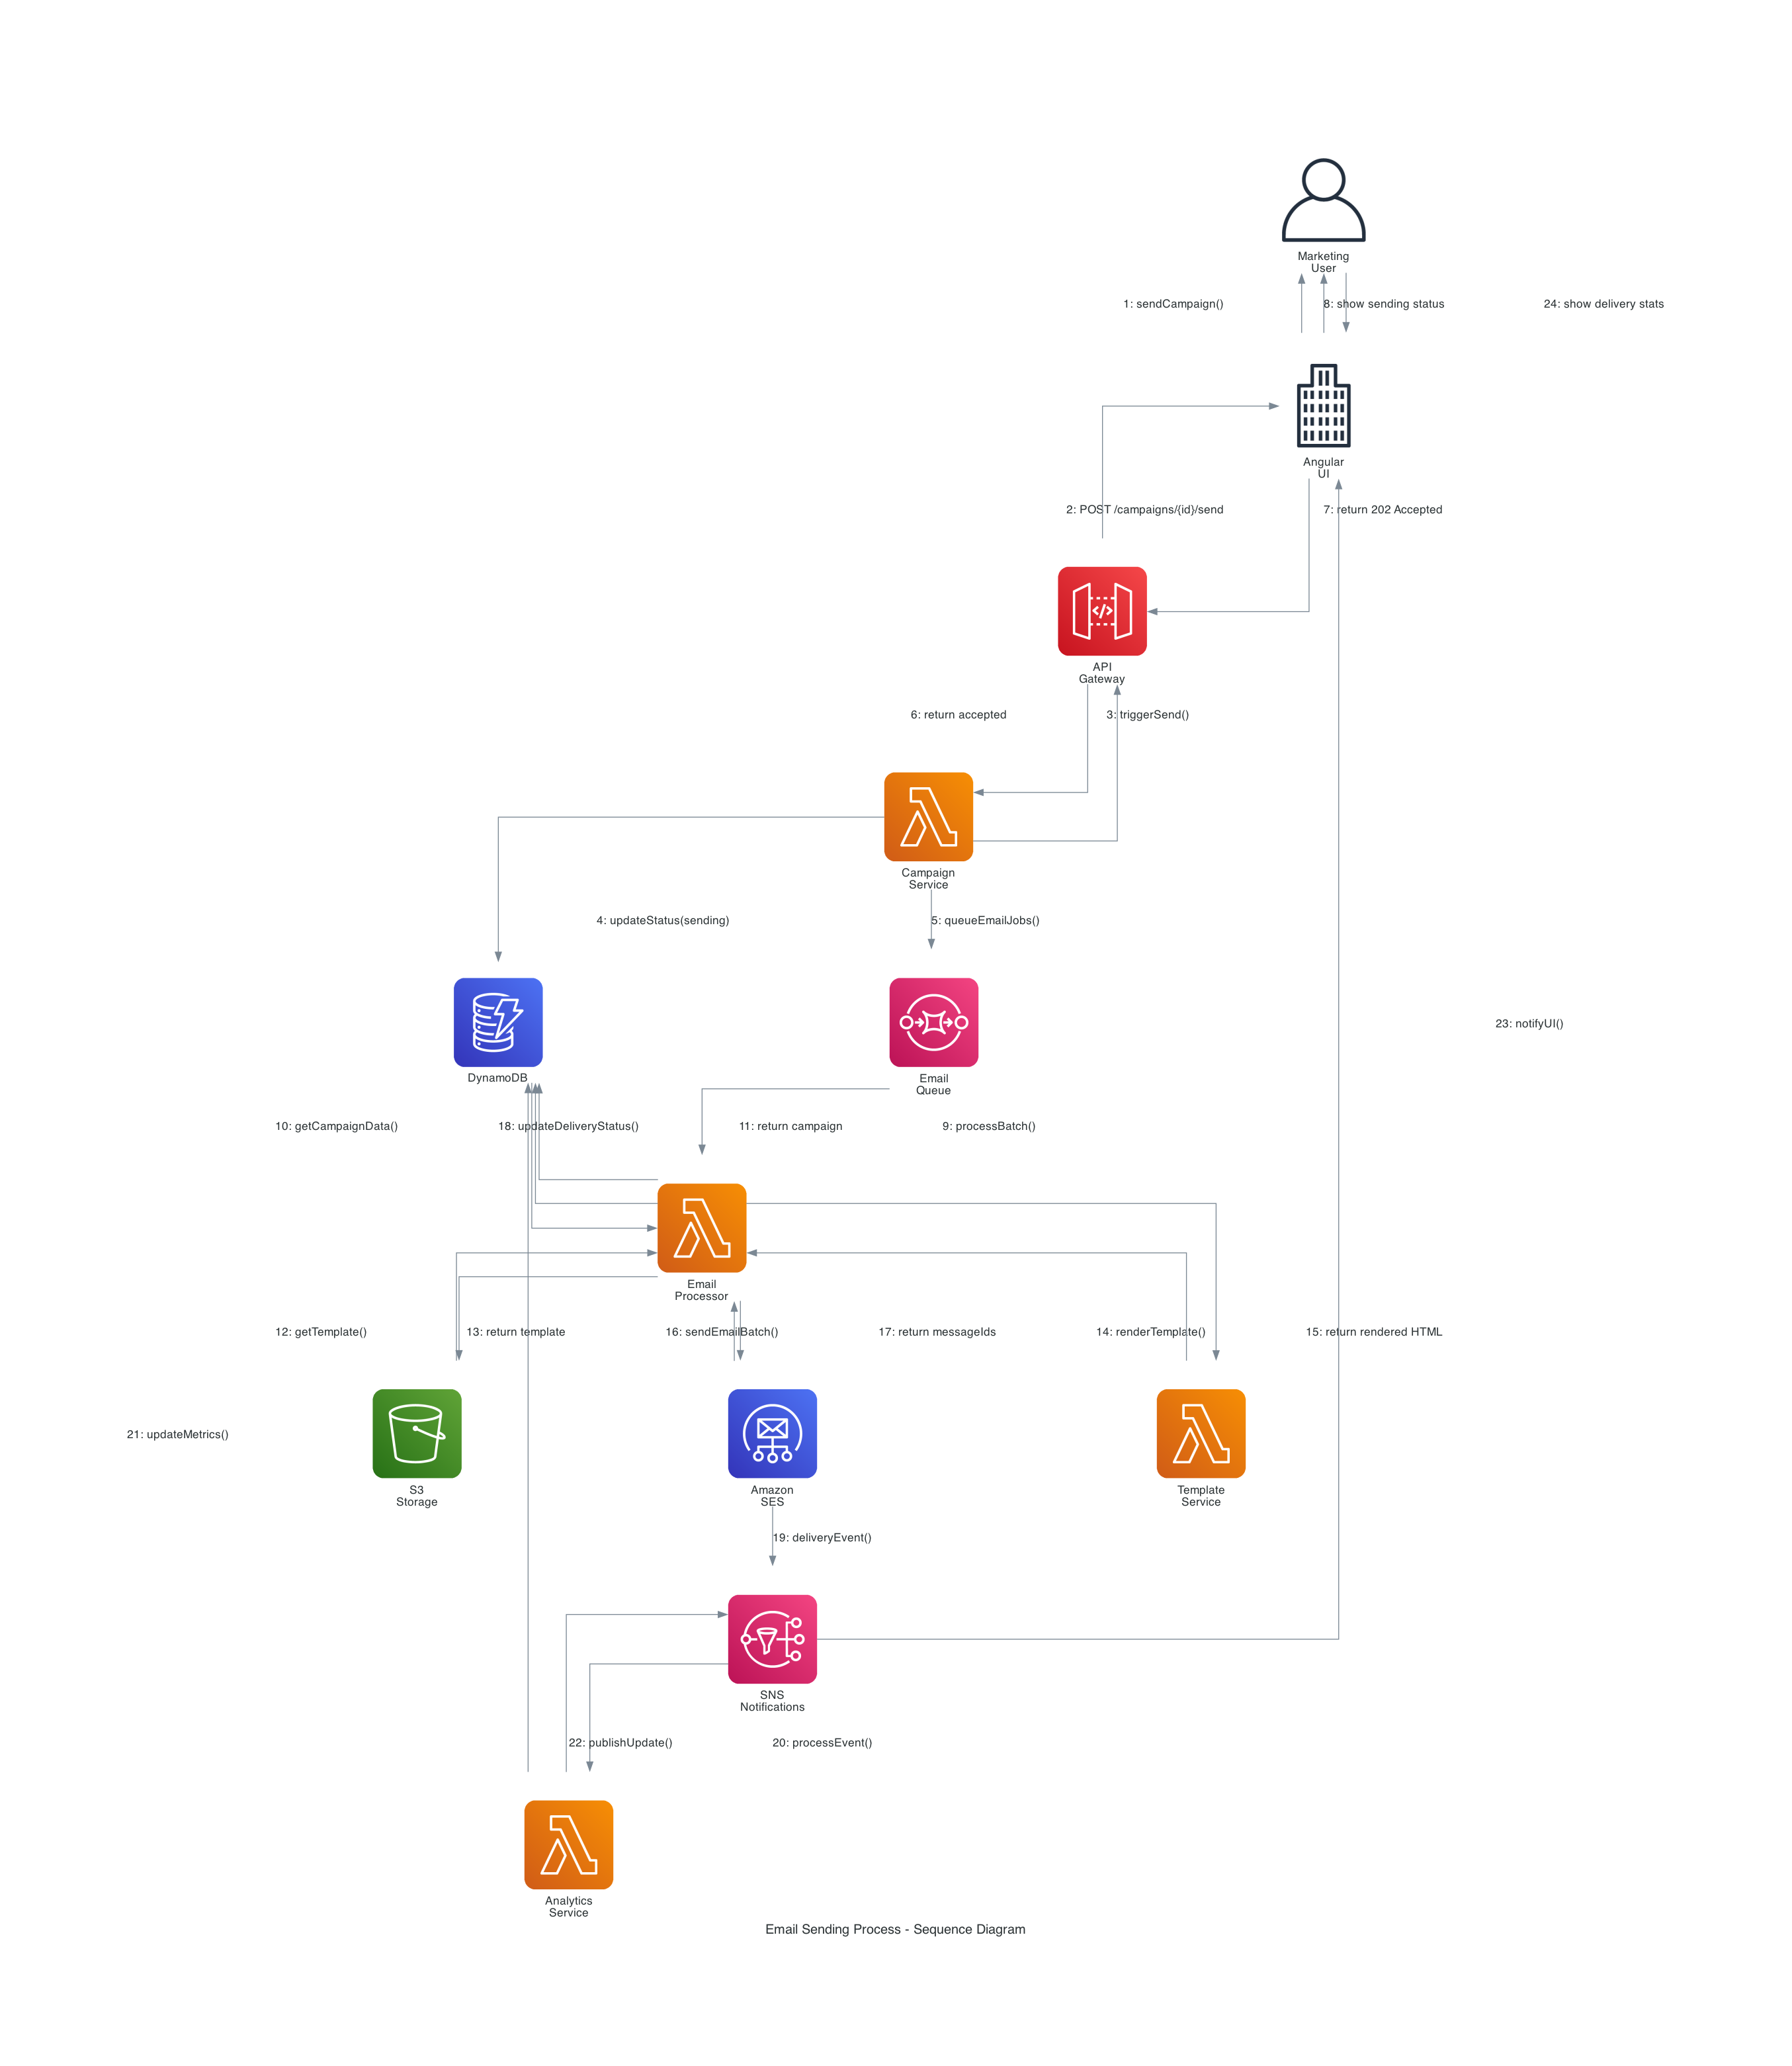 Marketing
User
1: sendCampaign()
8: show sending status
24: show delivery stats
Angular
UI
2: POST /campaigns/{id}/send
7: return 202 Accepted
API
Gateway
6: return accepted
3: triggerSend()
Campaign
Service
4: updateStatus(sending)
5: queueEmailJobs()
23: notifyUI()
DynamoDB
Email
Queue
10: getCampaignData()
18: updateDeliveryStatus()
11: return campaign
9: processBatch()
Email
Processor
12: getTemplate()
13: return template
16: sendEmailBatch()
17: return messageIds
14: renderTemplate()
15: return rendered HTML
21: updateMetrics()
S3
Storage
Amazon
SES
Template
Service
19: deliveryEvent()
SNS
Notifications
22: publishUpdate()
20: processEvent()
Analytics
Service
Email Sending Process - Sequence Diagram